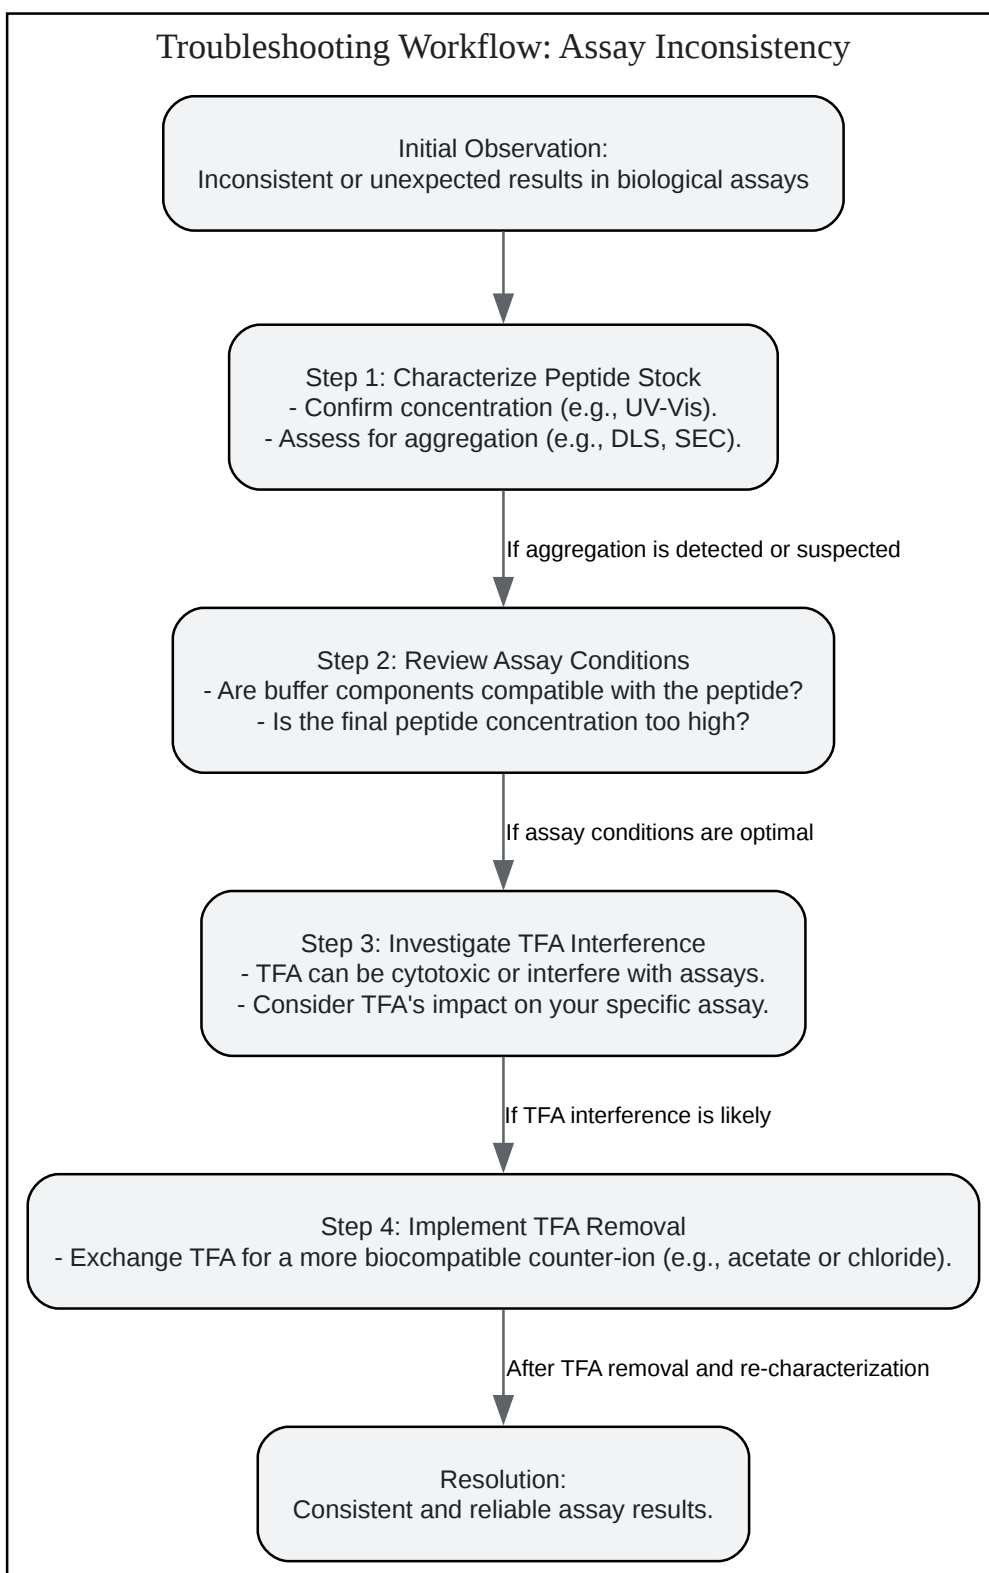 Troubleshooting Workflow: Assay Inconsistency
Initial Observation:
Inconsistent or unexpected results in biological assays
Step 1: Characterize Peptide Stock
- Confirm concentration (e.g., UV-Vis).
- Assess for aggregation (e.g., DLS, SEC).
If aggregation is detected or suspected
Step 2: Review Assay Conditions
- Are buffer components compatible with the peptide?
- Is the final peptide concentration too high?
If assay conditions are optimal
Step 3: Investigate TFA Interference
- TFA can be cytotoxic or interfere with assays.
- Consider TFA's impact on your specific assay.
If TFA interference is likely
Step 4: Implement TFA Removal
- Exchange TFA for a more biocompatible counter-ion (e.g., acetate or chloride).
After TFA removal and re-characterization
Resolution:
Consistent and reliable assay results.